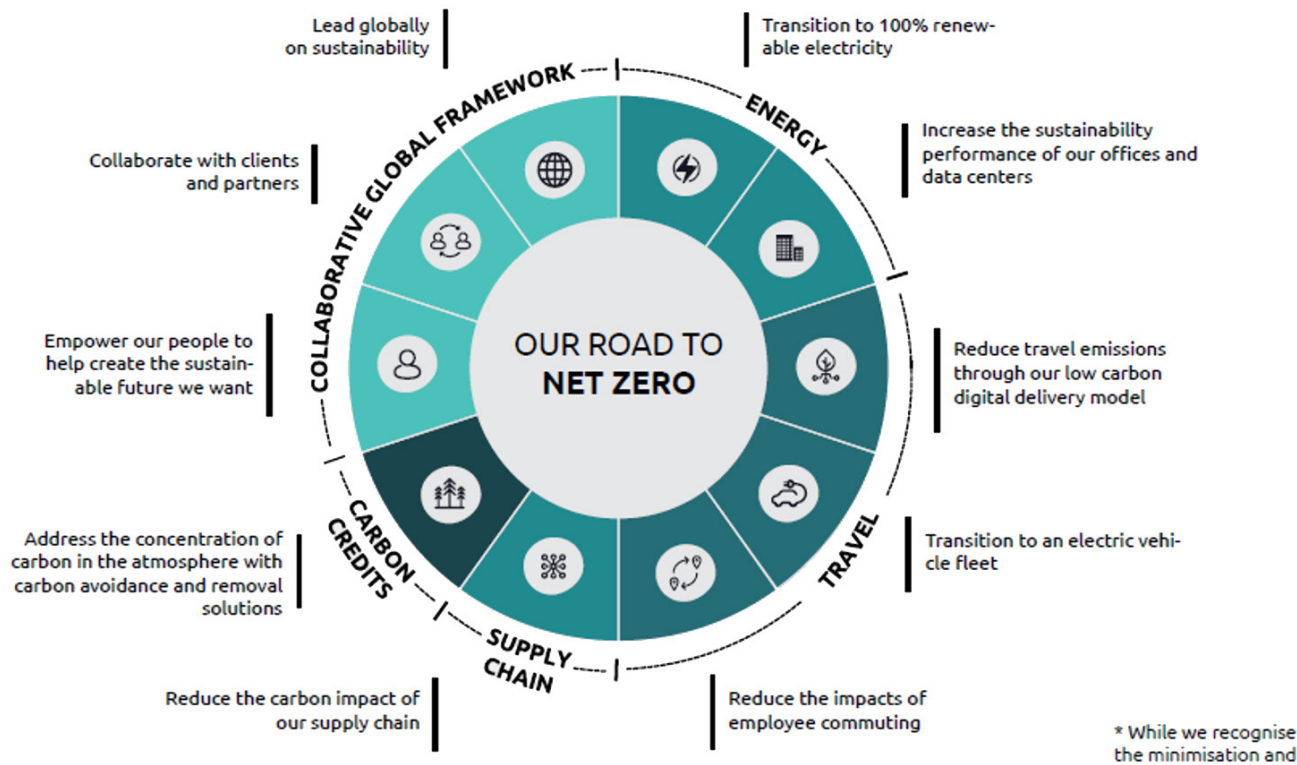 Lead globally
on sustainability
Transition to 100% renew-
able electricity
COLLABORATIVE GLOBAL FRAMEWORK
ENERGY
Collaborate with clients
and partners
Increase the sustainability
performance of our offices and
data centers
OUR ROAD TO
NET ZERO
Empower our people to
help create the sustain-
able future we want
Reduce travel emissions
through our low carbon
digital delivery model
CARBON
CREDITS
TRAVEL
Address the concentration of
carbon in the atmosphere with
carbon avoidance and removal
solutions
Transition to an electric vehi-
cle fleet
SUPPLY
CHAIN
Reduce the carbon impact of
our supply chain
Reduce the impacts of
employee commuting
* While we recognise
the minimisation and